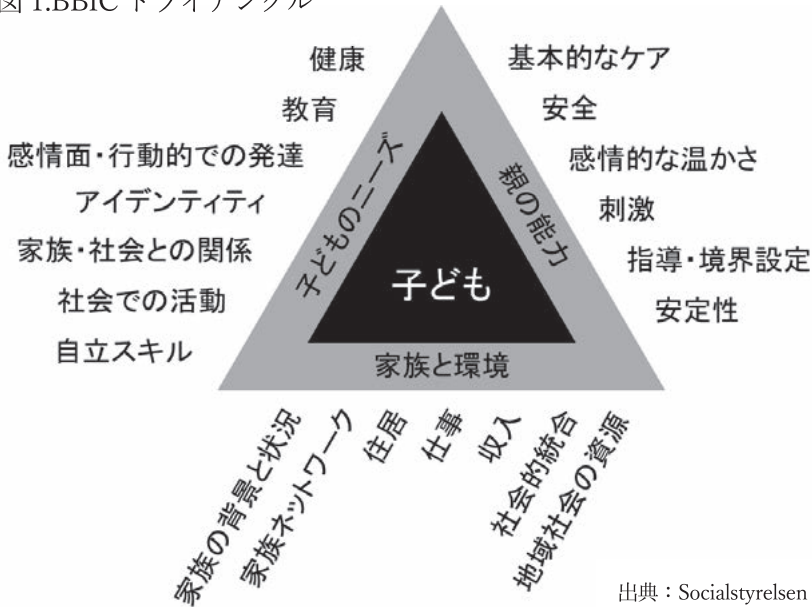 図1.BBICトライアングル
健康
教育
感情面・行動的での発達
アイデンティティ
家族・社会との関係
社会での活動
自立スキル
子どものニーズ
基本的なケア
安全
感情的な温かさ
刺激
指導・境界設定
安定性
親の能力
子ども
家族と環境
家族の背景と状況
家族ネットワーク
住居
仕事
収入
社会的統合
地域社会の資源
出典：Socialstyrelsen